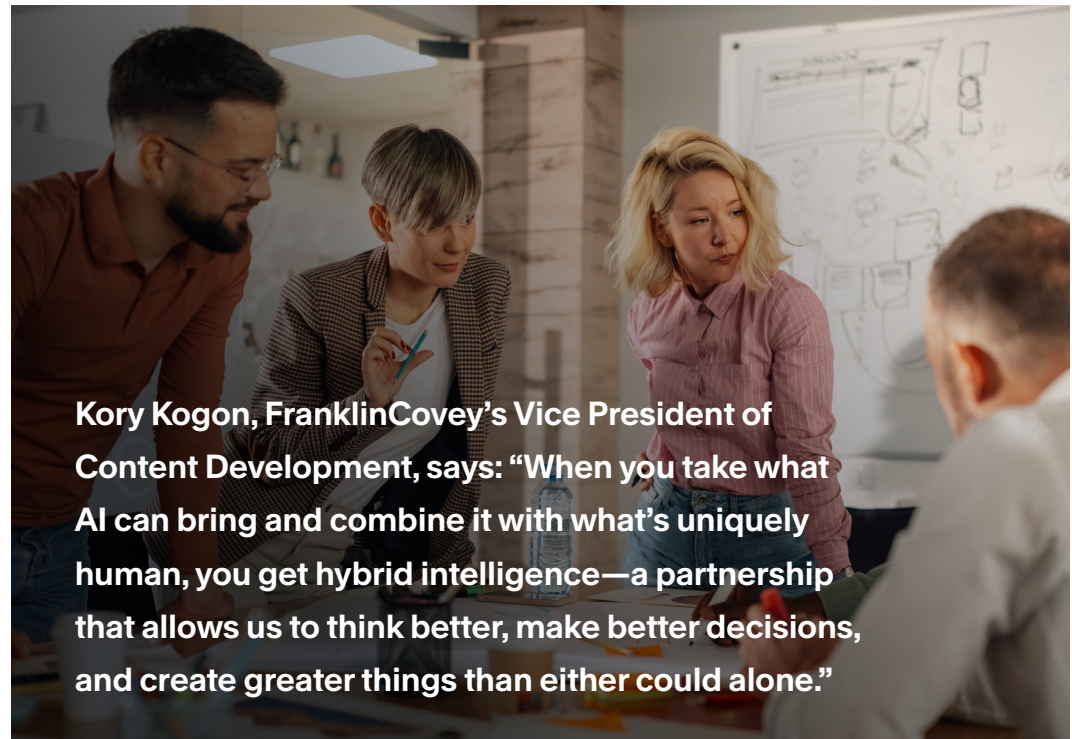 Kory Kogon, FranklinCovey’s Vice President of
Content Development, says: “When you take what
AI can bring and combine it with what’s uniquely
human, you get hybrid intelligence—a partnership
that allows us to think better, make better decisions,
and create greater things than either could alone.”